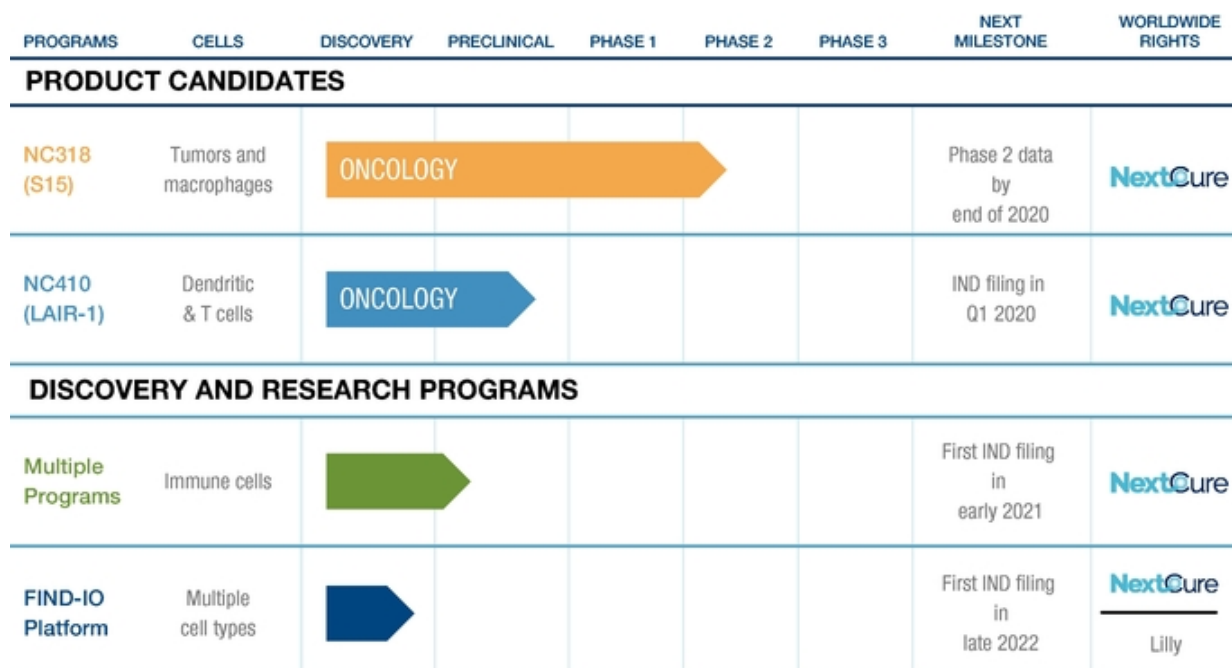 PROGRAMS CELLS DISCOVERY PRECLINICAL PHASE 1 PHASE 2 PHASE 3 NEXT MILESTONE WORLDWIDE RIGHTS
PRODUCT CANDIDATES
NC318
(S15)
Tumors and
macrophages
ONCOLOGY
Phase 2 data
by
end of 2020
NextCure
NC410
(LAIR-1)
Dendritic
& T cells
ONCOLOGY
IND filing in
Q1 2020
NextCure
DISCOVERY AND RESEARCH PROGRAMS
Multiple
Programs
Immune cells
First IND filing
in
early 2021
NextCure
FIND-IO
Platform
Multiple
cell types
First IND filing
in
late 2022
NextCure
Lilly